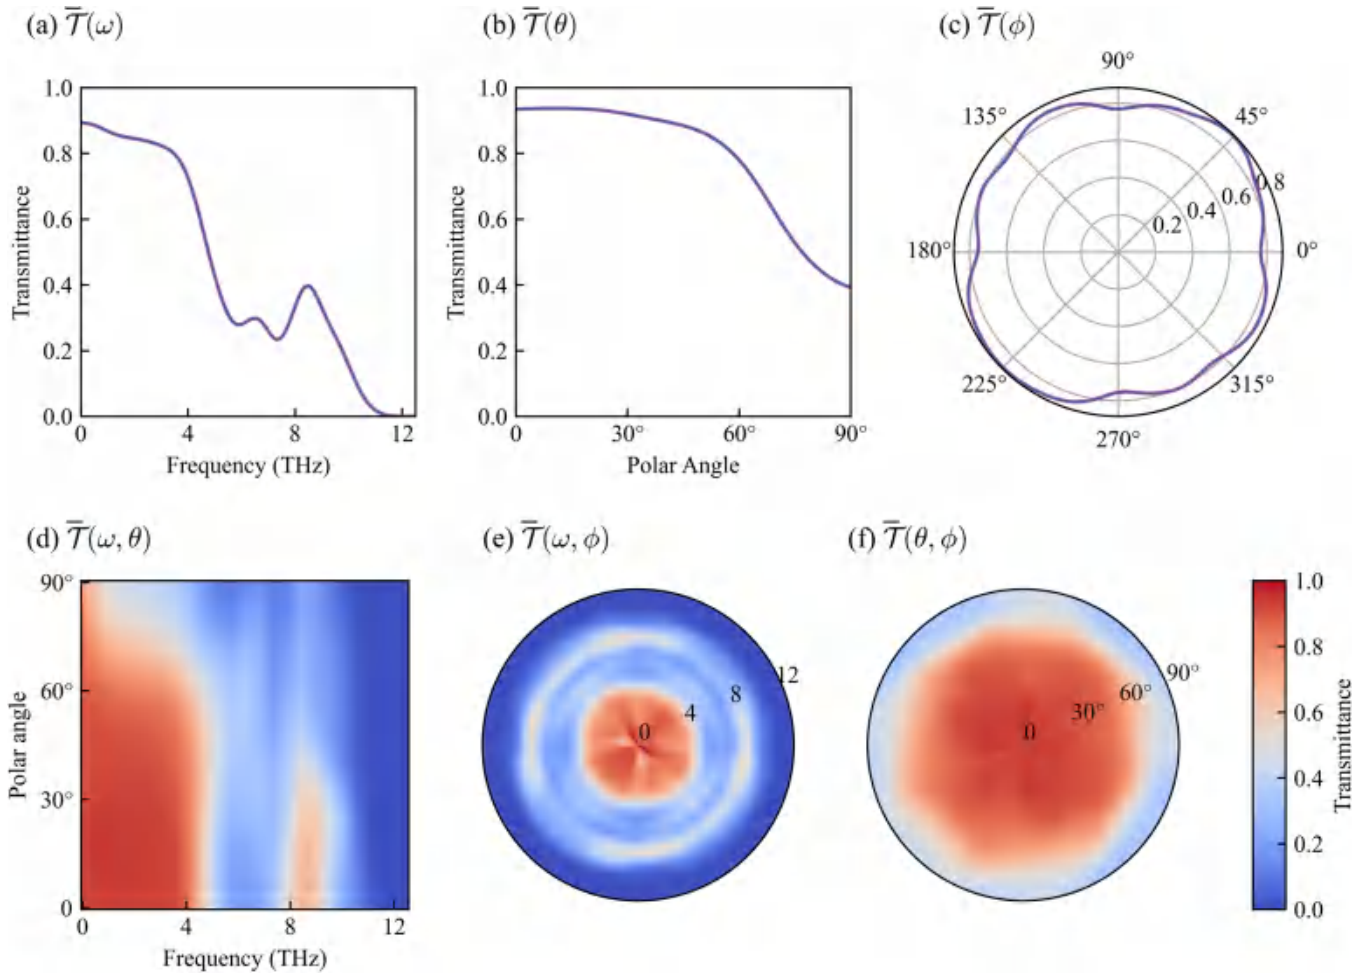 (a) 𝒯̅(ω)
1.0
0.8
0.6
0.4
0.2
0.0
0 4 8 12
Transmittance
Frequency (THz)
(b) 𝒯̅(θ)
1.0
0.8
0.6
0.4
0.2
0.0
0 30° 60° 90°
Transmittance
Polar Angle
(c) 𝒯̅(ϕ)
90°
135° 45°
0.8
0.6
0.4
0.2
180° 0°
225° 315°
270°
(d) 𝒯̅(ω, θ)
90°
60°
30°
0
0 4 8 12
Polar angle
Frequency (THz)
(e) 𝒯̅(ω, ϕ)
12
8
4
0
(f) 𝒯̅(θ, ϕ)
90°
60°
30°
0
1.0
0.8
0.6
0.4
0.2
0.0
Transmittance